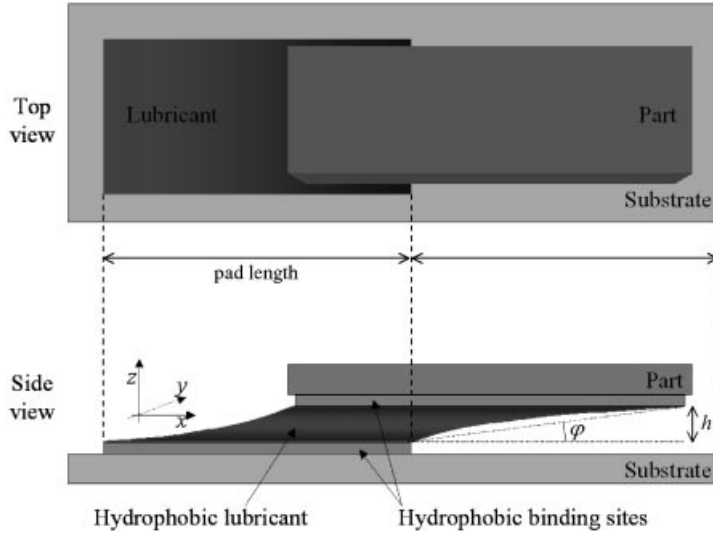 Top
view
Lubricant
Part
Substrate
pad length
Side
view
z
y
x
Part
h
φ
Substrate
Hydrophobic lubricant
Hydrophobic binding sites